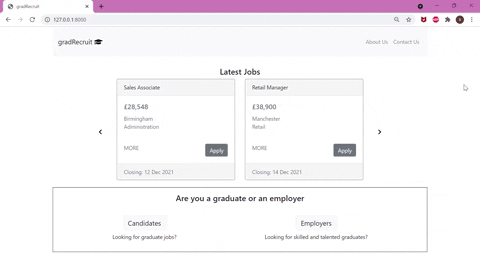 gradRecruit
127.0.0.1:8000
gradRecruit
About Us Contact Us
Latest Jobs
Sales Associate
£28,548
Birmingham
Administration
MORE
Apply
Closing: 12 Dec 2021
Retail Manager
£38,900
Manchester
Retail
MORE
Apply
Closing: 14 Dec 2021
Are you a graduate or an employer
Candidates
Looking for graduate jobs?
Employers
Looking for skilled and talented graduates?